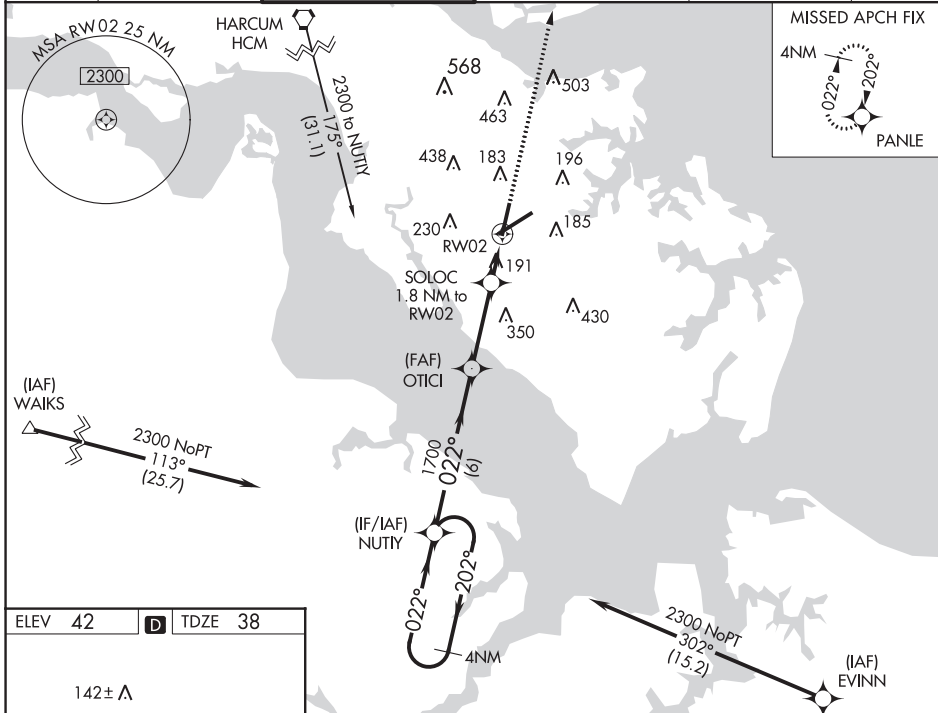 MSA RW02 25 NM
2300
HARCUM
HCM
2300 to NUTIY
175°
(31.1)
568
463
503
438
183
196
230
RW02
185
191
SOLOC
1.8 NM to
RW02
350
430
MISSED APCH FIX
4NM
022°
202°
PANLE
(FAF)
OTICI
(IAF)
WAIKS
2300 NoPT
113°
(25.7)
1700
022°
(6)
(IF/IAF)
NUTIY
022°
202°
4NM
2300 NoPT
302°
(15.2)
(IAF)
EVINN
ELEV 42 D TDZE 38
142±